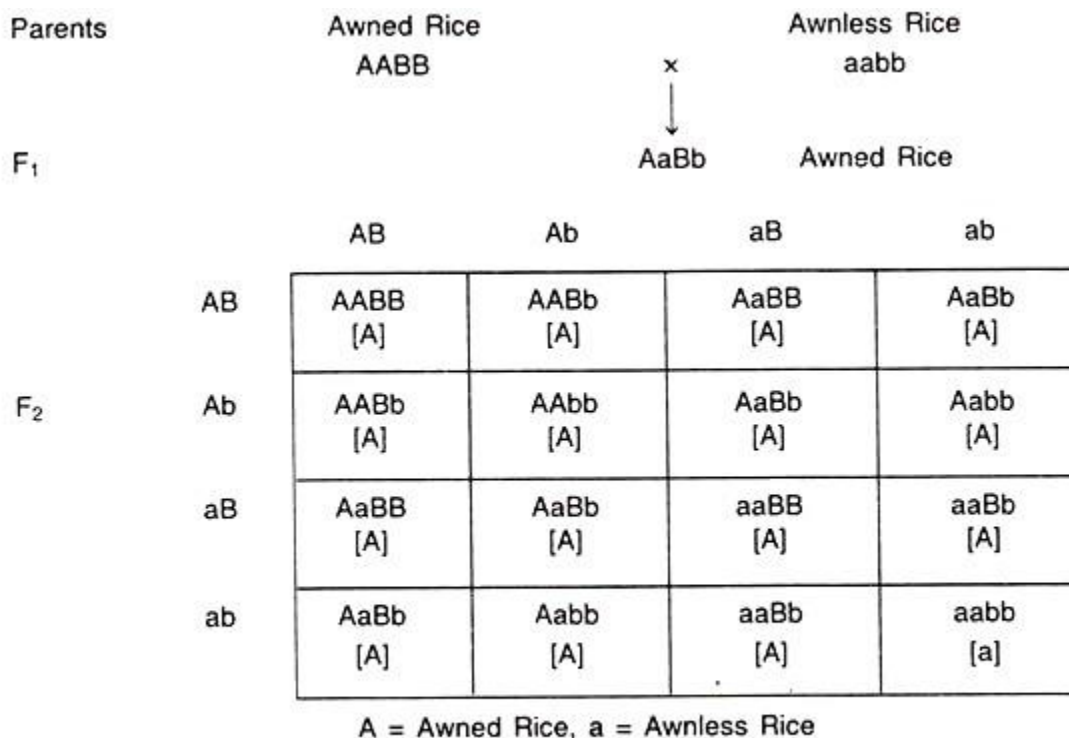 Parents Awned Rice Awnless Rice
AABB × aabb
F₁ AaBb Awned Rice
AB Ab aB ab
AB AABB AABb AaBB AaBb
[A] [A] [A] [A]
F₂ Ab AABb AAbb AaBb Aabb
[A] [A] [A] [A]
aB AaBB AaBb aaBB aaBb
[A] [A] [A] [A]
ab AaBb Aabb aaBb aabb
[A] [A] [A] [a]
A = Awned Rice, a = Awnless Rice